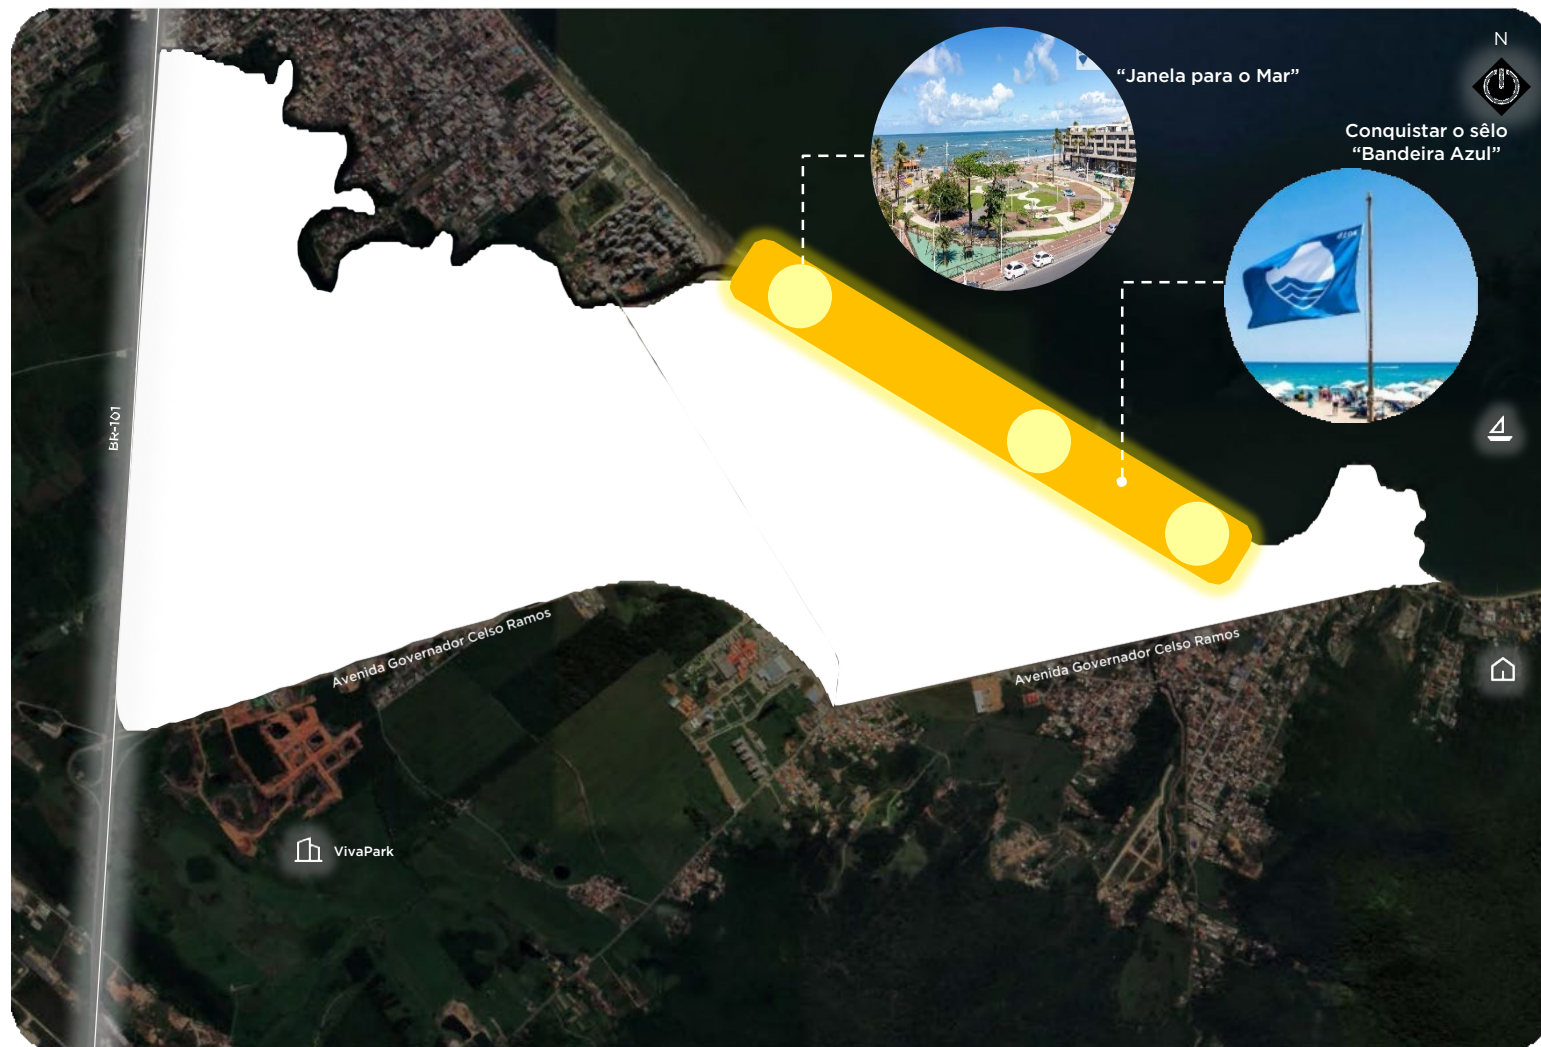 N
“Janela para o Mar”
Conquistar o sêlo
“Bandeira Azul”
BR-101
Avenida Governador Celso Ramos
Avenida Governador Celso Ramos
VivaPark